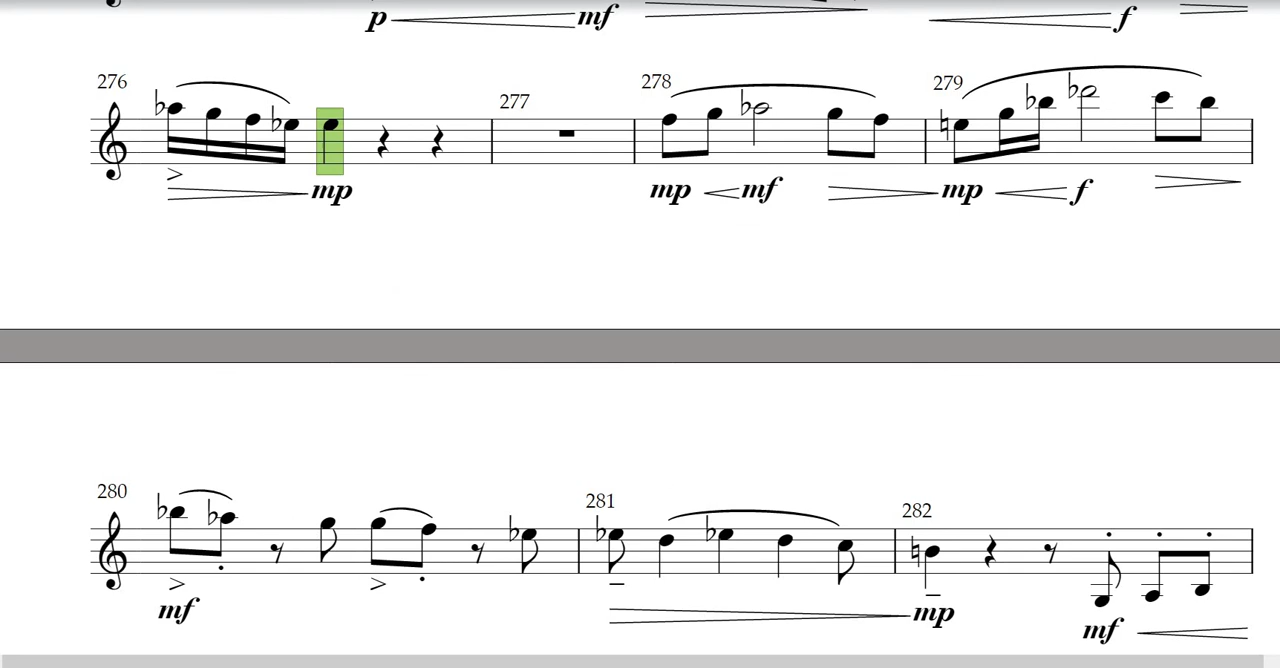 p mf f
276 277 278 279
mp mp mf mp f
280 281 282
mf mp mf